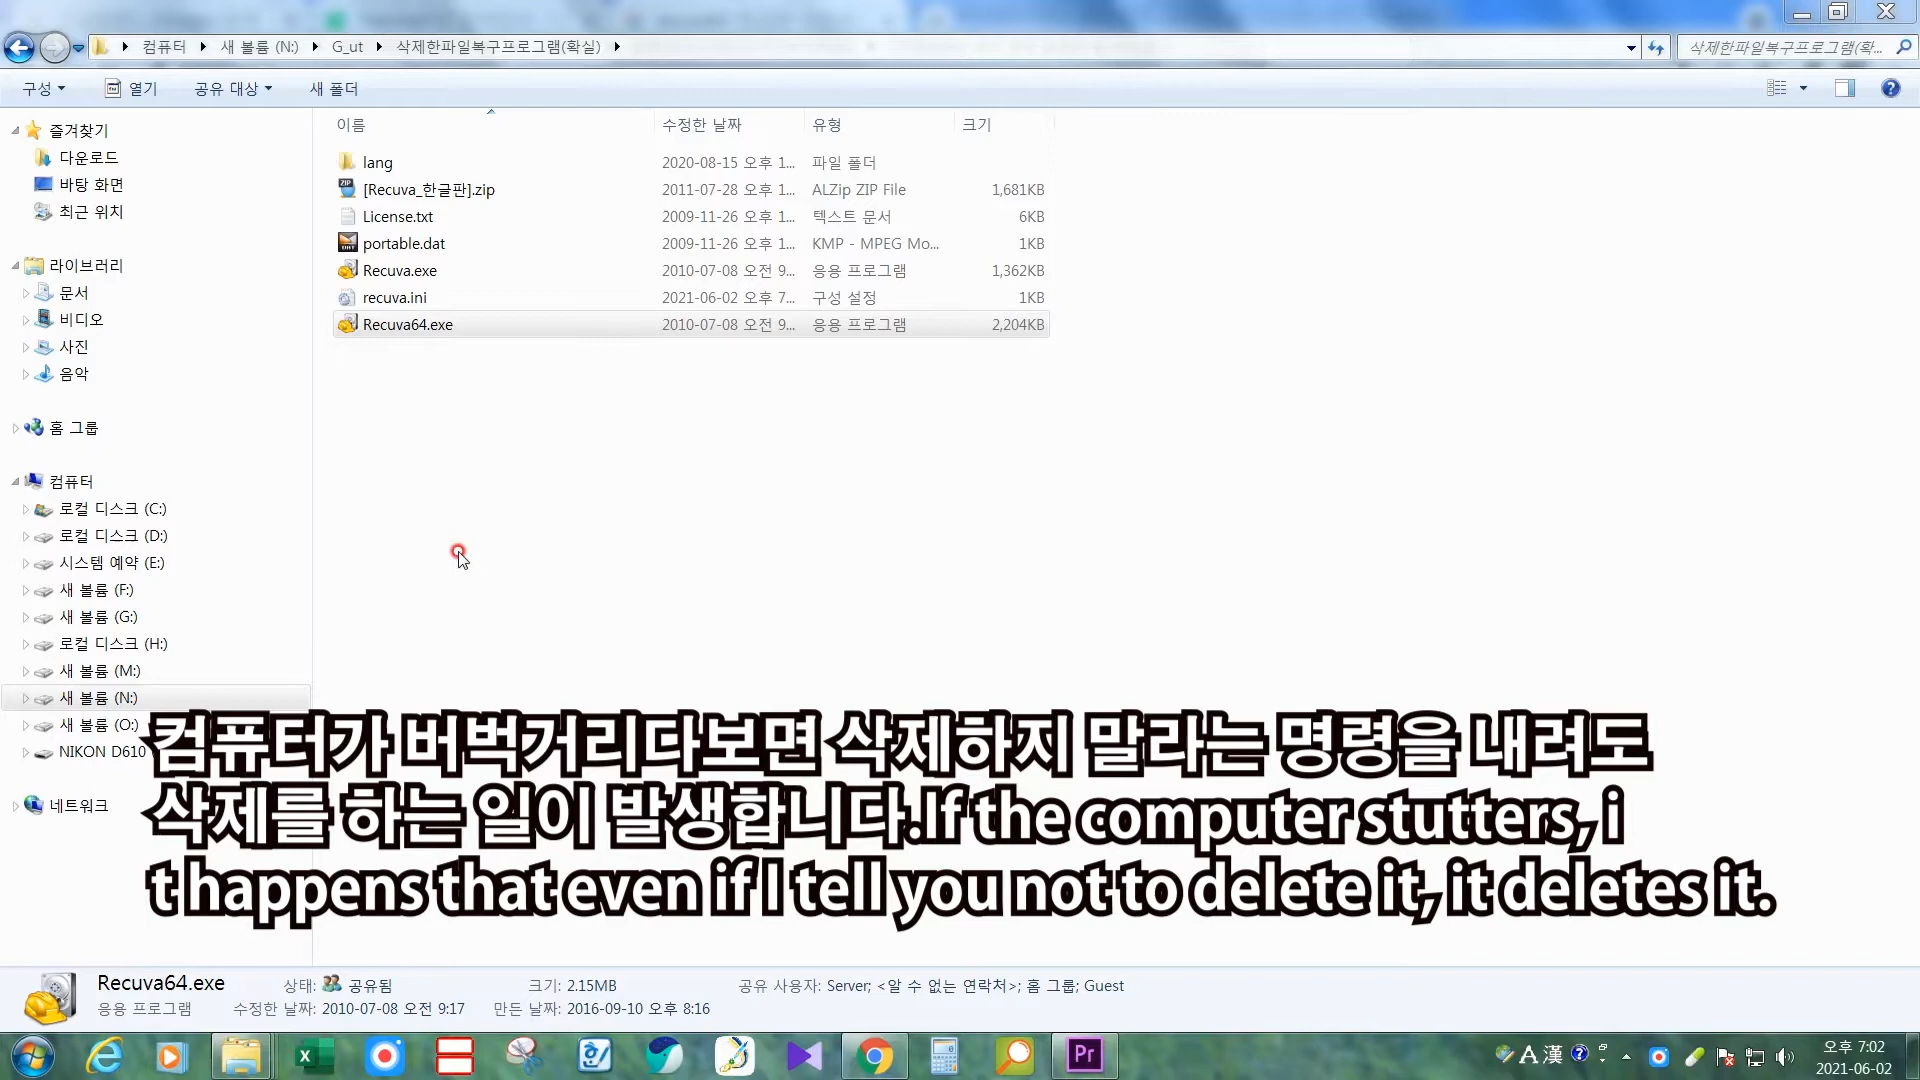 컴퓨터 새 볼륨 (N:) G_ut 삭제한파일복구프로그램(확실)
삭제한파일복구프로그램(확...
구성 열기 공유 대상 새 폴더
이름 수정한 날짜 유형 크기
lang 2020-08-15 오후 1... 파일 폴더
[Recuva_한글판].zip 2011-07-28 오후 1... ALZip ZIP File 1,681KB
License.txt 2009-11-26 오후 1... 텍스트 문서 6KB
portable.dat 2009-11-26 오후 1... KMP - MPEG Mo... 1KB
Recuva.exe 2010-07-08 오전 9... 응용 프로그램 1,362KB
recuva.ini 2021-06-02 오후 7... 구성 설정 1KB
Recuva64.exe 2010-07-08 오전 9... 응용 프로그램 2,204KB
즐겨찾기
다운로드
바탕 화면
최근 위치
라이브러리
문서
비디오
사진
음악
홈 그룹
컴퓨터
로컬 디스크 (C:)
로컬 디스크 (D:)
시스템 예약 (E:)
새 볼륨 (F:)
새 볼륨 (G:)
로컬 디스크 (H:)
새 볼륨 (M:)
새 볼륨 (N:)
새 볼륨 (O:)
NIKON D610
네트워크
컴퓨터가 버벅거리다보면 삭제하지 말라는 명령을 내려도
삭제를 하는 일이 발생합니다.If the computer stutters, i
t happens that even if I tell you not to delete it, it deletes it.
Recuva64.exe 상태: 공유됨 크기: 2.15MB 공유 사용자: Server; <알 수 없는 연락처>; 홈 그룹; Guest
응용 프로그램 수정한 날짜: 2010-07-08 오전 9:17 만든 날짜: 2016-09-10 오후 8:16
Pr
A 漢
오후 7:02
2021-06-02